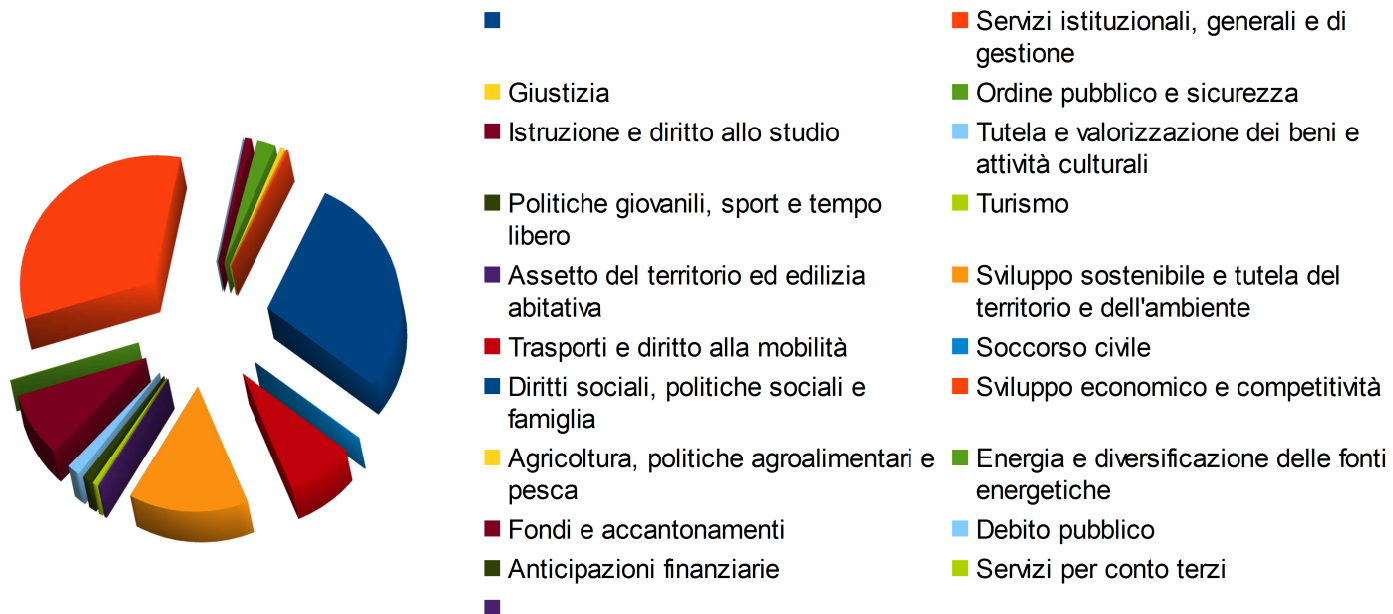 Servizi istituzionali, generali e di
gestione
Giustizia
Ordine pubblico e sicurezza
Istruzione e diritto allo studio
Tutela e valorizzazione dei beni e
attività culturali
Politiche giovanili, sport e tempo
libero
Turismo
Assetto del territorio ed edilizia
abitativa
Sviluppo sostenibile e tutela del
territorio e dell'ambiente
Trasporti e diritto alla mobilità
Soccorso civile
Diritti sociali, politiche sociali e
famiglia
Sviluppo economico e competitività
Agricoltura, politiche agroalimentari e
pesca
Energia e diversificazione delle fonti
energetiche
Fondi e accantonamenti
Debito pubblico
Anticipazioni finanziarie
Servizi per conto terzi